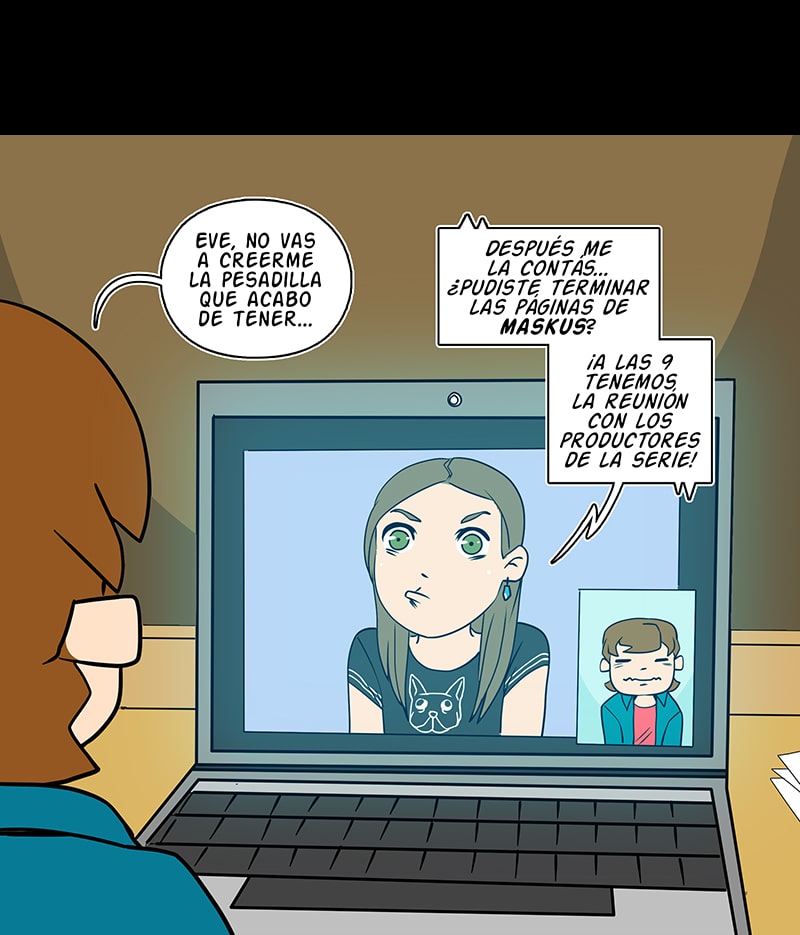 EVE, NO VAS
A CREERME
LA PESADILLA
QUE ACABO
DE TENER...
DESPUÉS ME
LA CONTÁS...
¿PUDISTE TERMINAR
LAS PÁGINAS DE
MASKUS?
¡A LAS 9
TENEMOS
LA REUNIÓN
CON LOS
PRODUCTORES
DE LA SERIE!